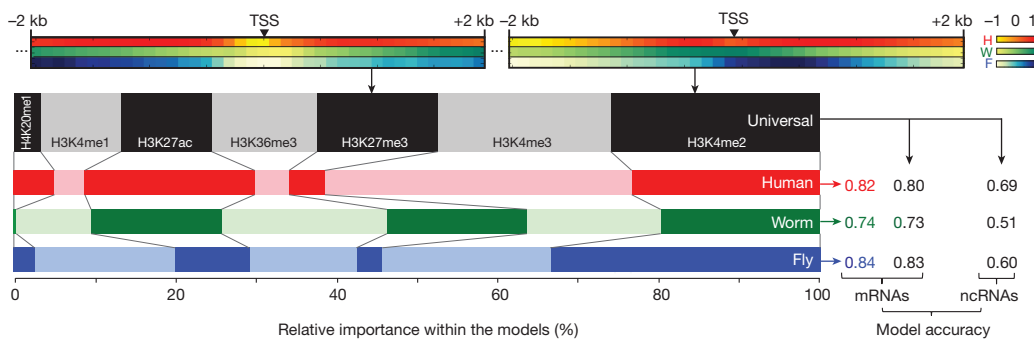 −2 kb TSS +2 kb −2 kb TSS +2 kb −1 0 1
... ... H
W
F
H4K20me1 H3K4me1 H3K27ac H3K36me3 H3K27me3 H3K4me3 H3K4me2 Universal
Human 0.82 0.80 0.69
Worm 0.74 0.73 0.51
Fly 0.84 0.83 0.60
0 20 40 60 80 100 mRNAs ncRNAs
Relative importance within the models (%) Model accuracy